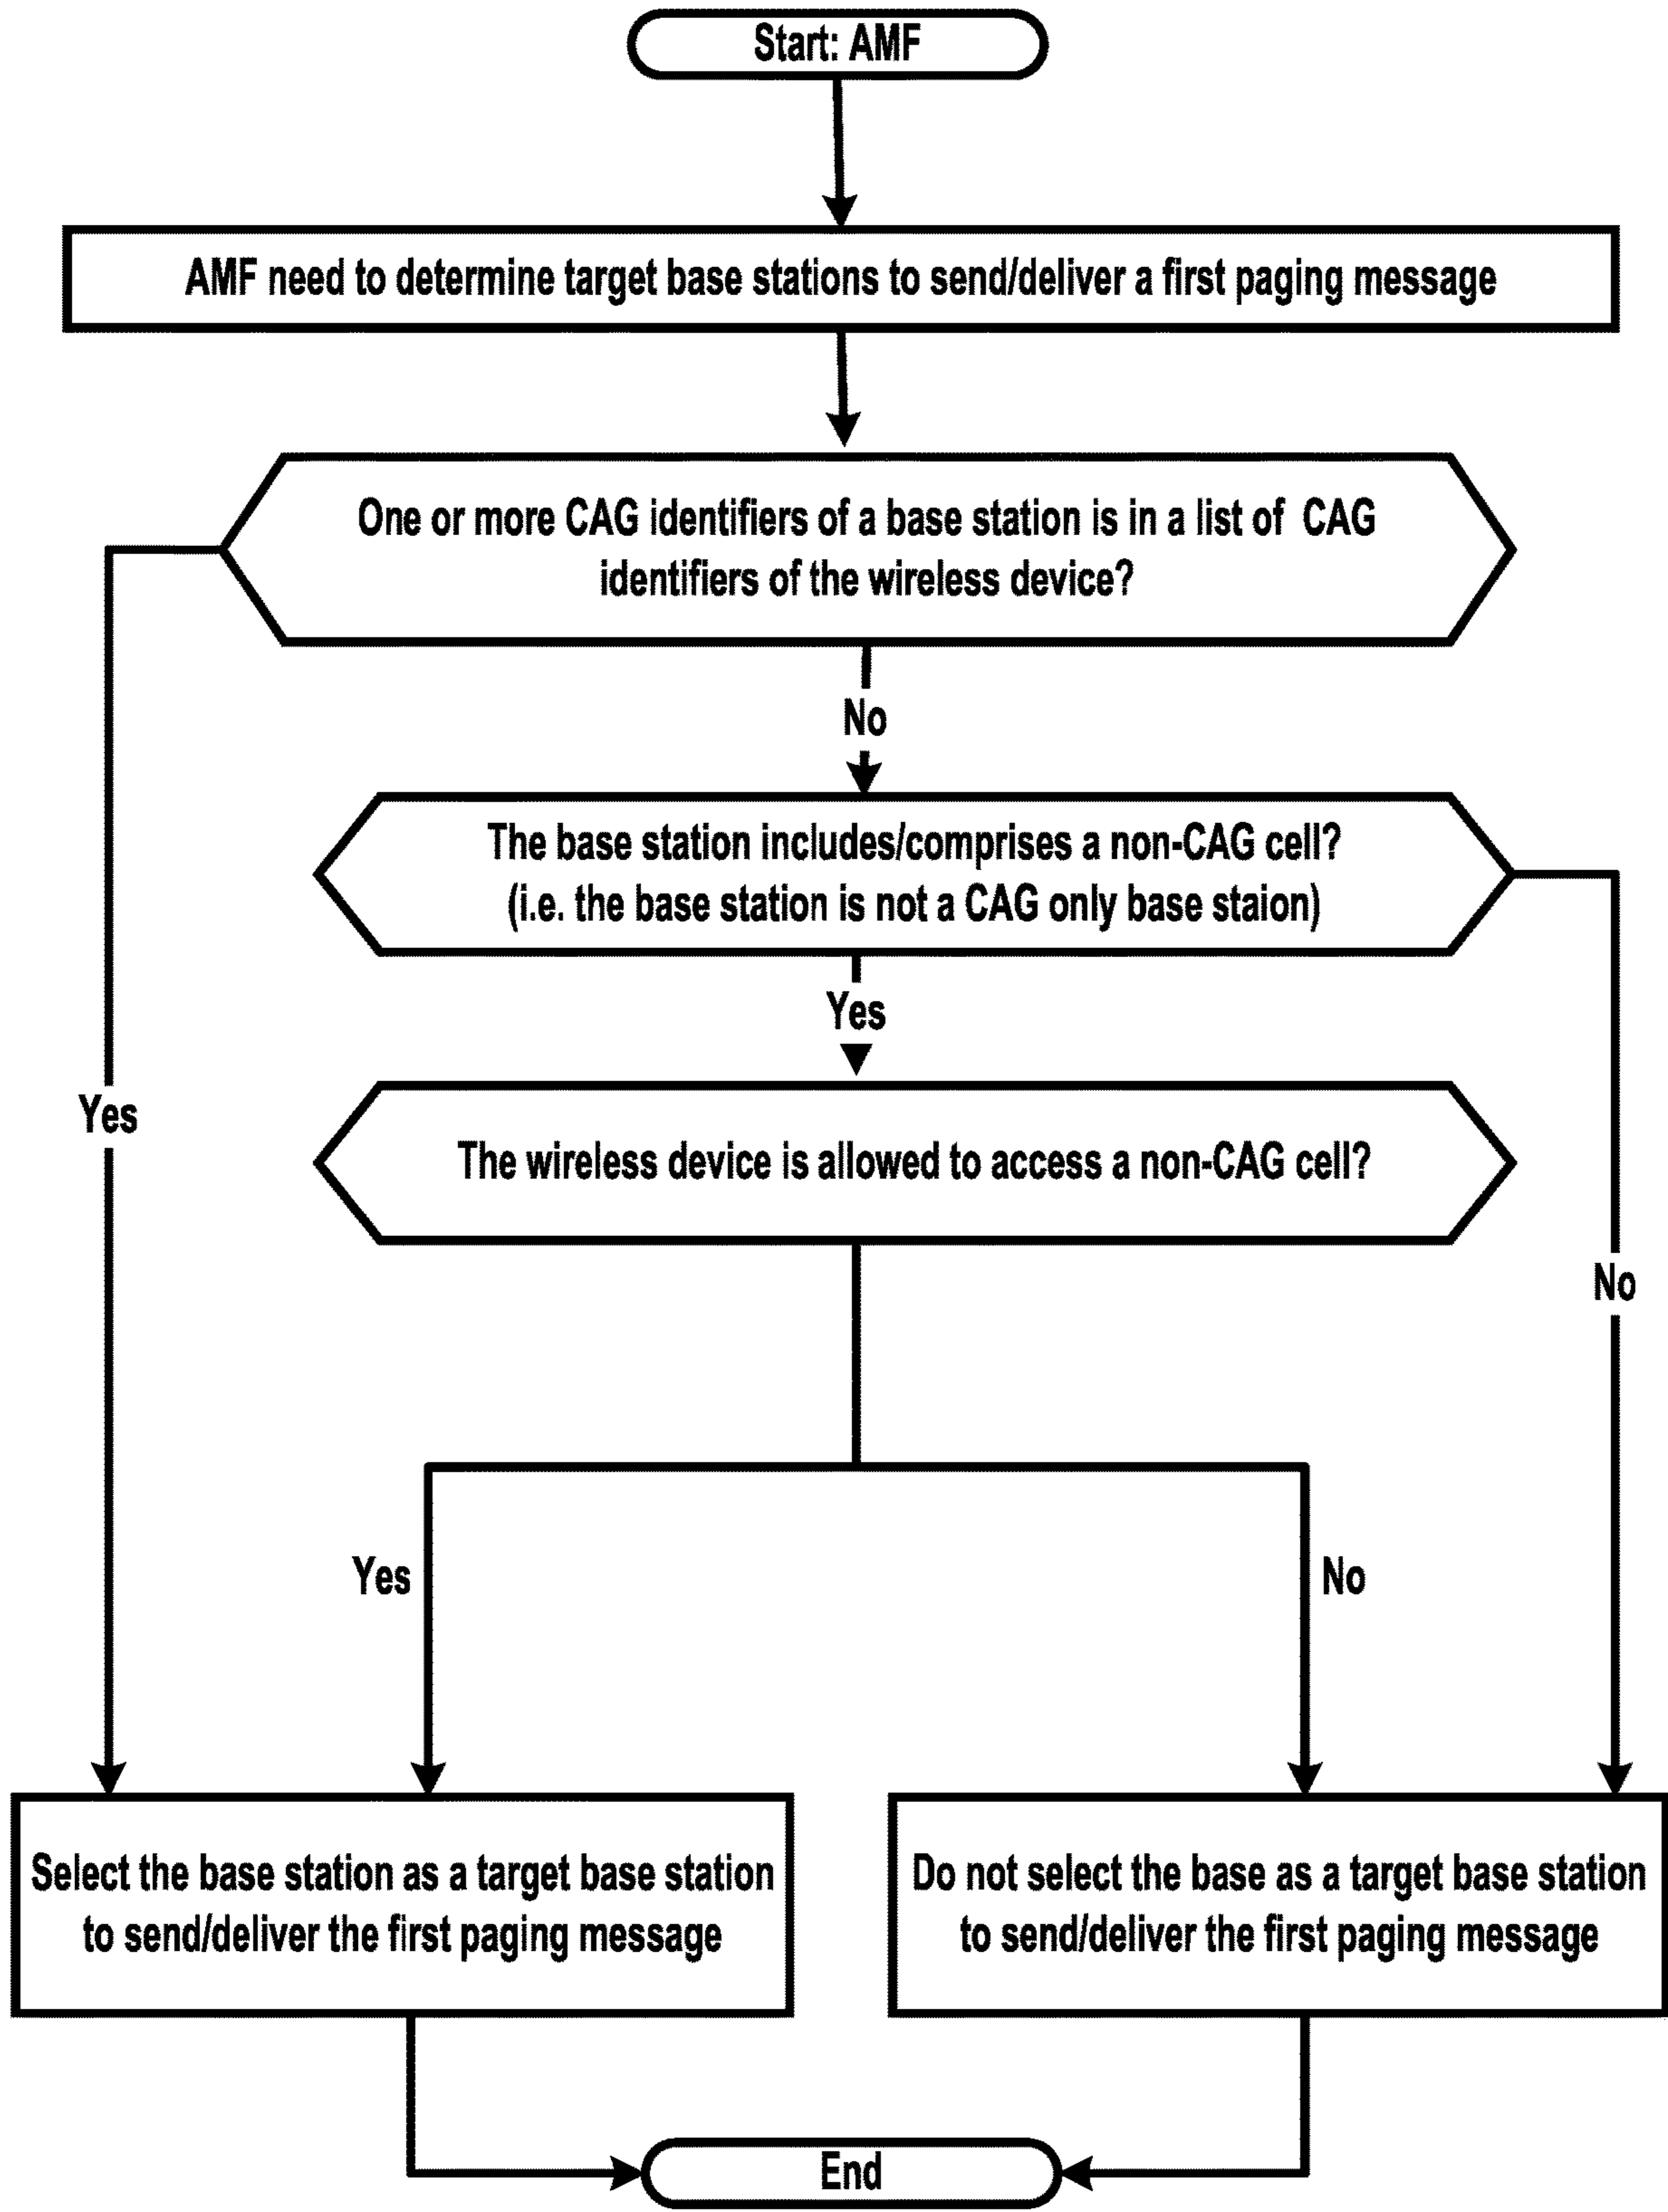 Start: AMF
AMF need to determine target base stations to send/deliver a first paging message
One or more CAG identifiers of a base station is in a list of CAG
identifiers of the wireless device?
No
The base station includes/comprises a non-CAG cell?
(i.e. the base station is not a CAG only base staion)
Yes
Yes
The wireless device is allowed to access a non-CAG cell?
No
Yes
No
Select the base station as a target base station
to send/deliver the first paging message
Do not select the base as a target base station
to send/deliver the first paging message
End